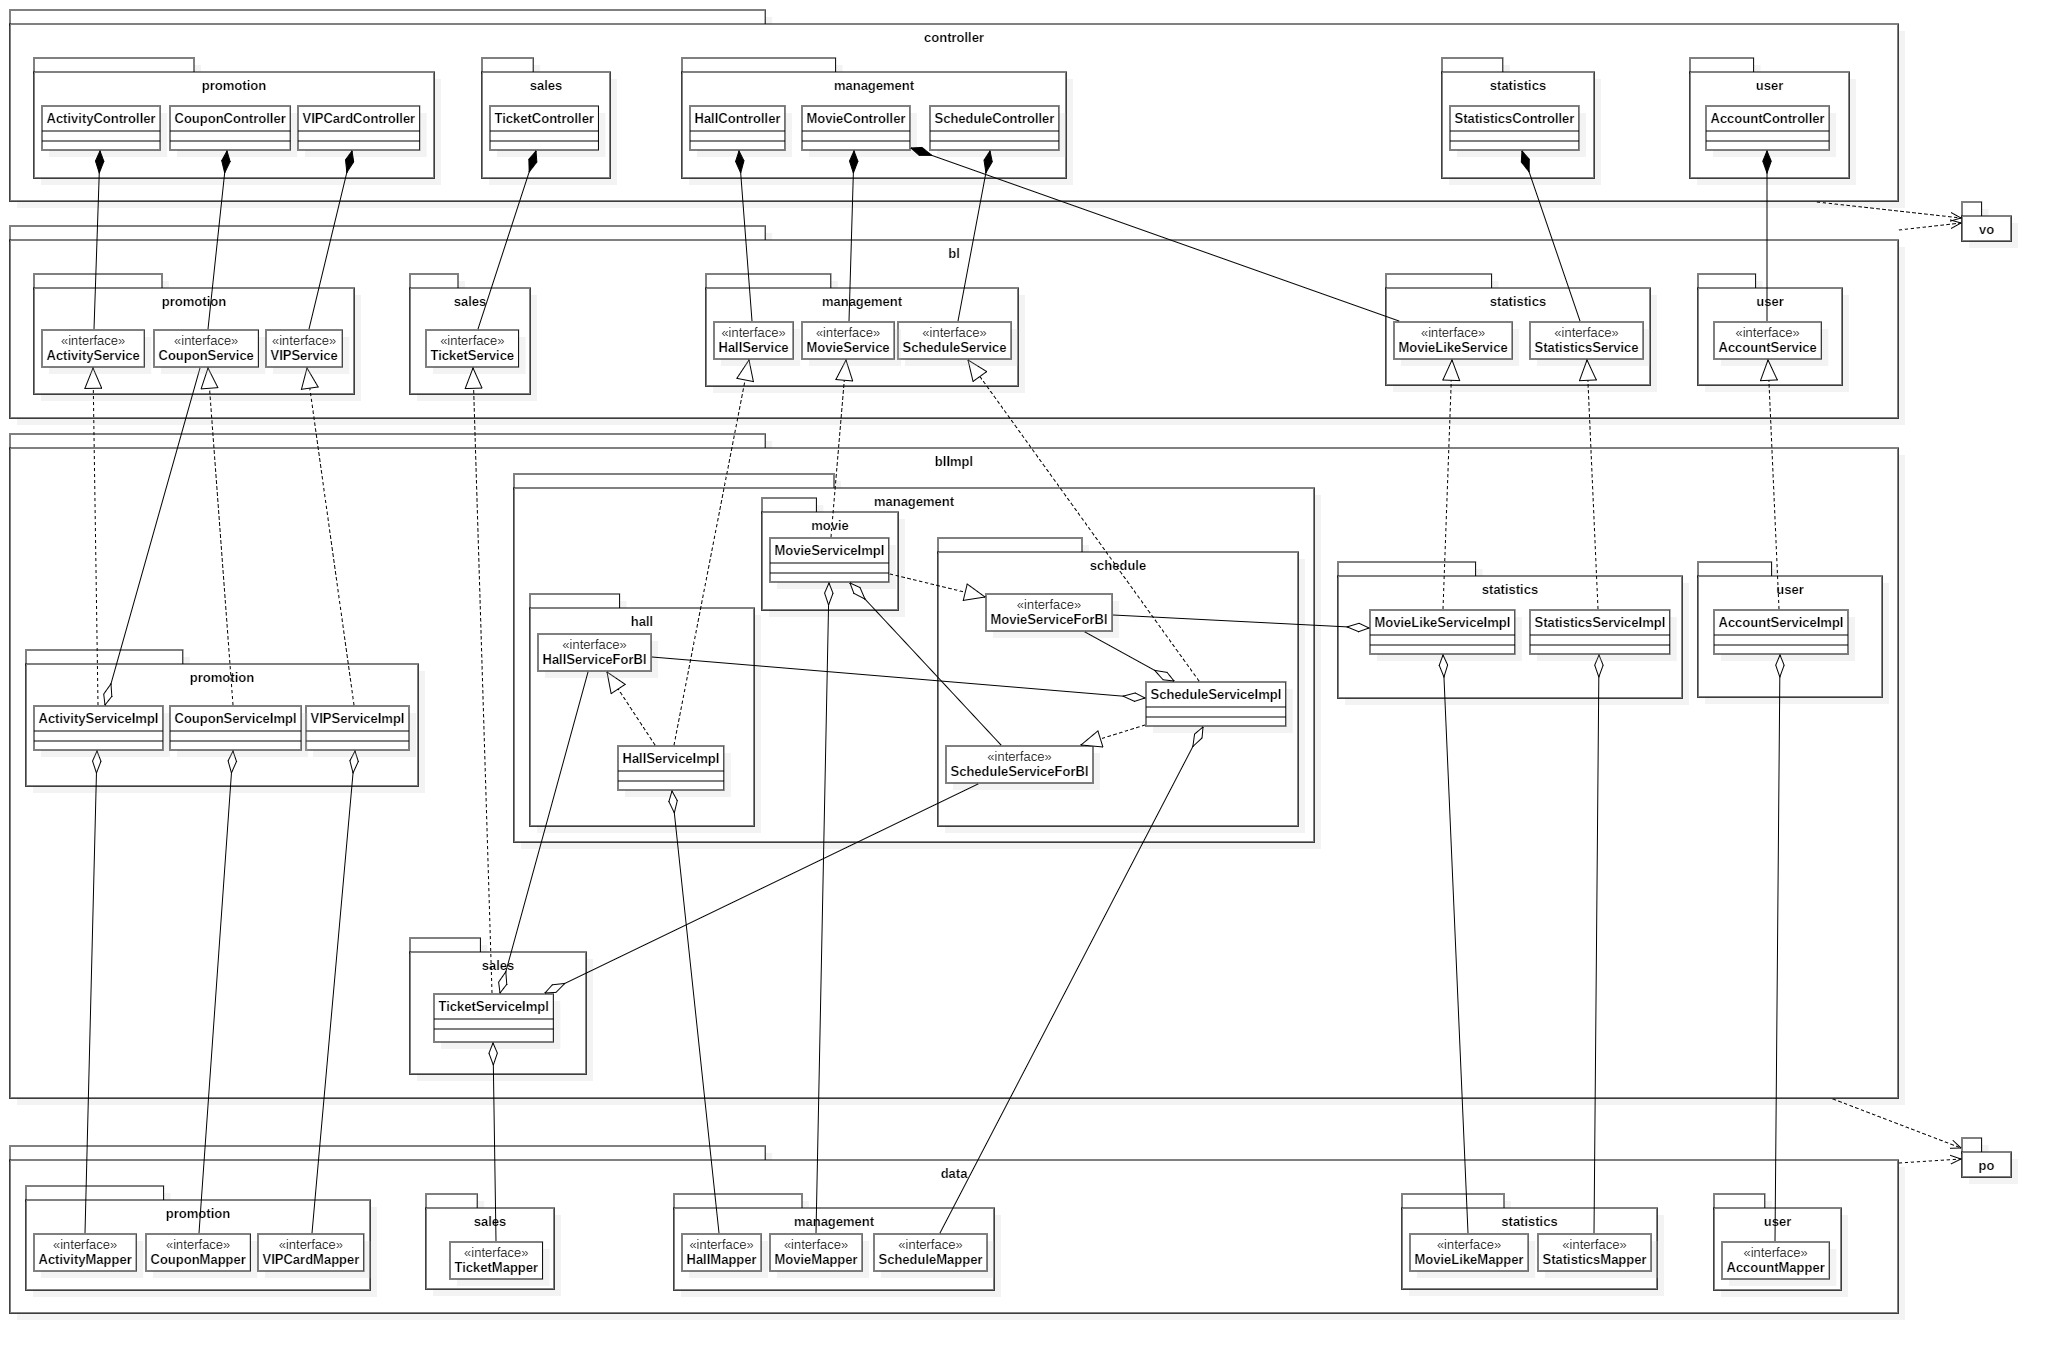 controller
promotion
sales
management
statistics
user
ActivityController
CouponController
VIPCardController
TicketController
HallController
MovieController
ScheduleController
StatisticsController
AccountController
vo
bl
promotion
sales
management
statistics
user
«interface»
ActivityService
«interface»
CouponService
«interface»
VIPService
«interface»
TicketService
«interface»
HallService
«interface»
MovieService
«interface»
ScheduleService
«interface»
MovieLikeService
«interface»
StatisticsService
«interface»
AccountService
blImpl
management
movie
MovieServiceImpl
schedule
«interface»
MovieServiceForBl
hall
«interface»
HallServiceForBl
statistics
MovieLikeServiceImpl
StatisticsServiceImpl
user
AccountServiceImpl
promotion
ActivityServiceImpl
CouponServiceImpl
VIPServiceImpl
ScheduleServiceImpl
HallServiceImpl
«interface»
ScheduleServiceForBl
sales
TicketServiceImpl
po
data
promotion
sales
management
statistics
user
«interface»
ActivityMapper
«interface»
CouponMapper
«interface»
VIPCardMapper
«interface»
TicketMapper
«interface»
HallMapper
«interface»
MovieMapper
«interface»
ScheduleMapper
«interface»
MovieLikeMapper
«interface»
StatisticsMapper
«interface»
AccountMapper